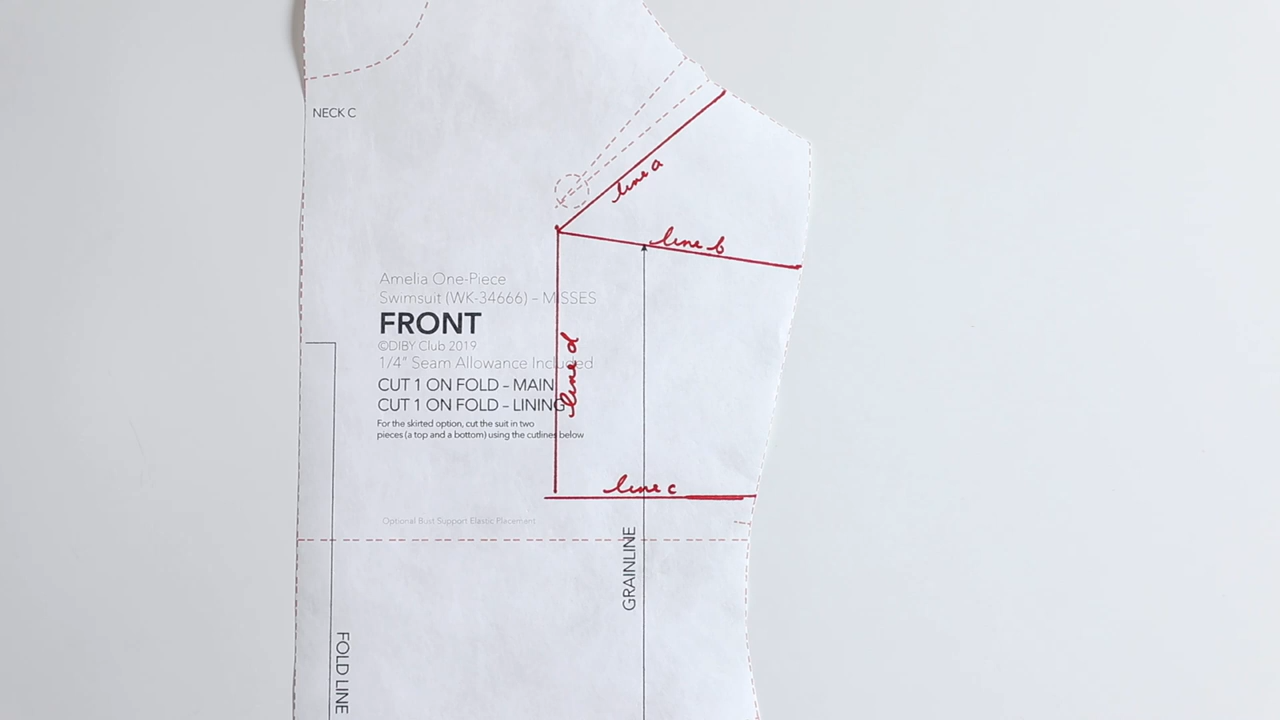 NECK C
line a
line b
Amelia One-Piece
Swimsuit (WK-34666) – MISSES
FRONT
©DIBY Club 2019
1/4" Seam Allowance Included
CUT 1 ON FOLD – MAIN
CUT 1 ON FOLD – LINING
For the skirted option, cut the suit in two
pieces (a top and a bottom) using the cutlines below
line d
line c
Optional Bust Support Elastic Placement
GRAINLINE
FOLD LINE